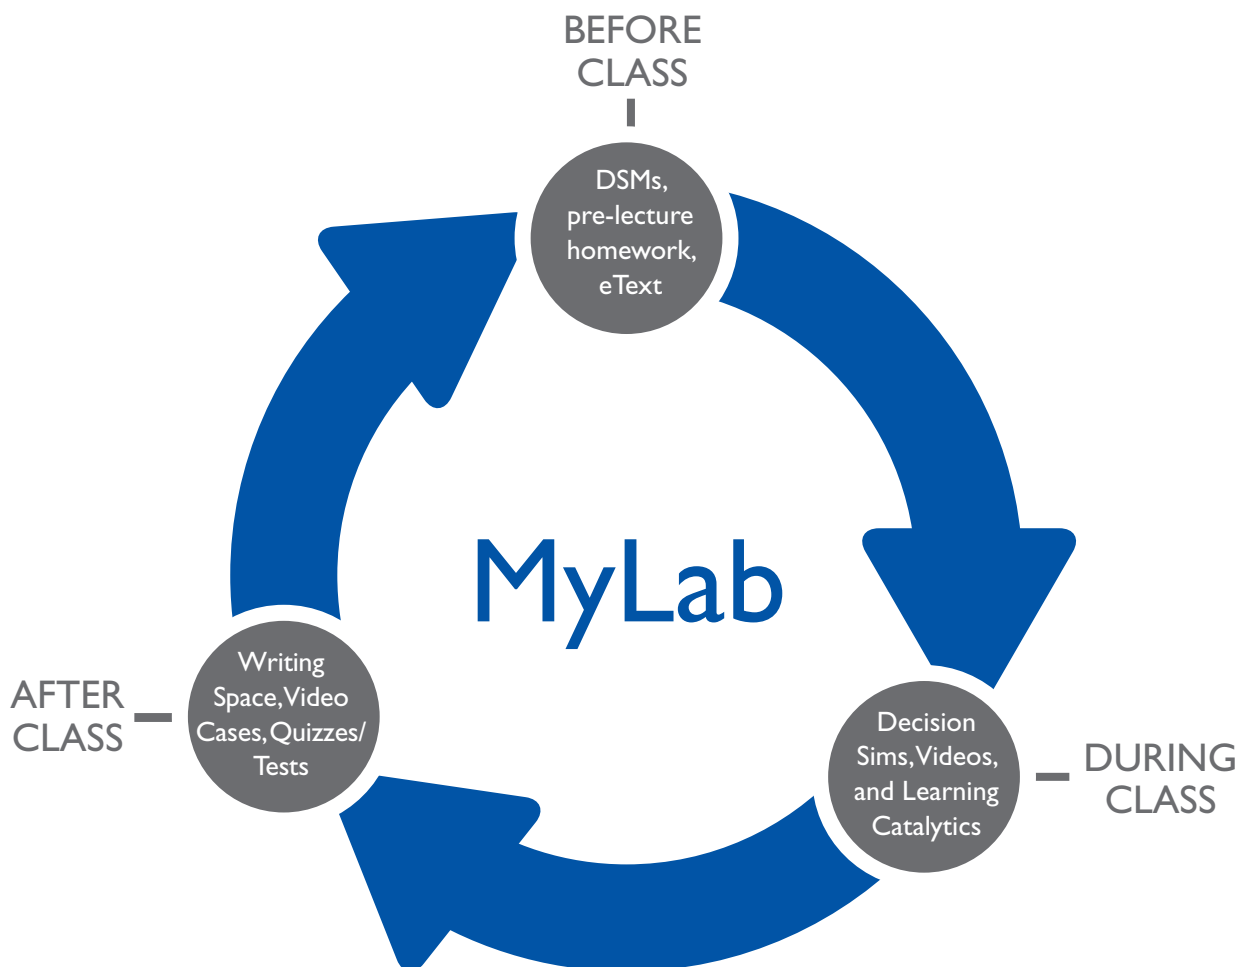 BEFORE
CLASS
DSMs,
pre-lecture
homework,
eText
MyLab
AFTER
CLASS
Writing
Space, Video
Cases, Quizzes/
Tests
Decision
Sims, Videos,
and Learning
Catalytics
DURING
CLASS